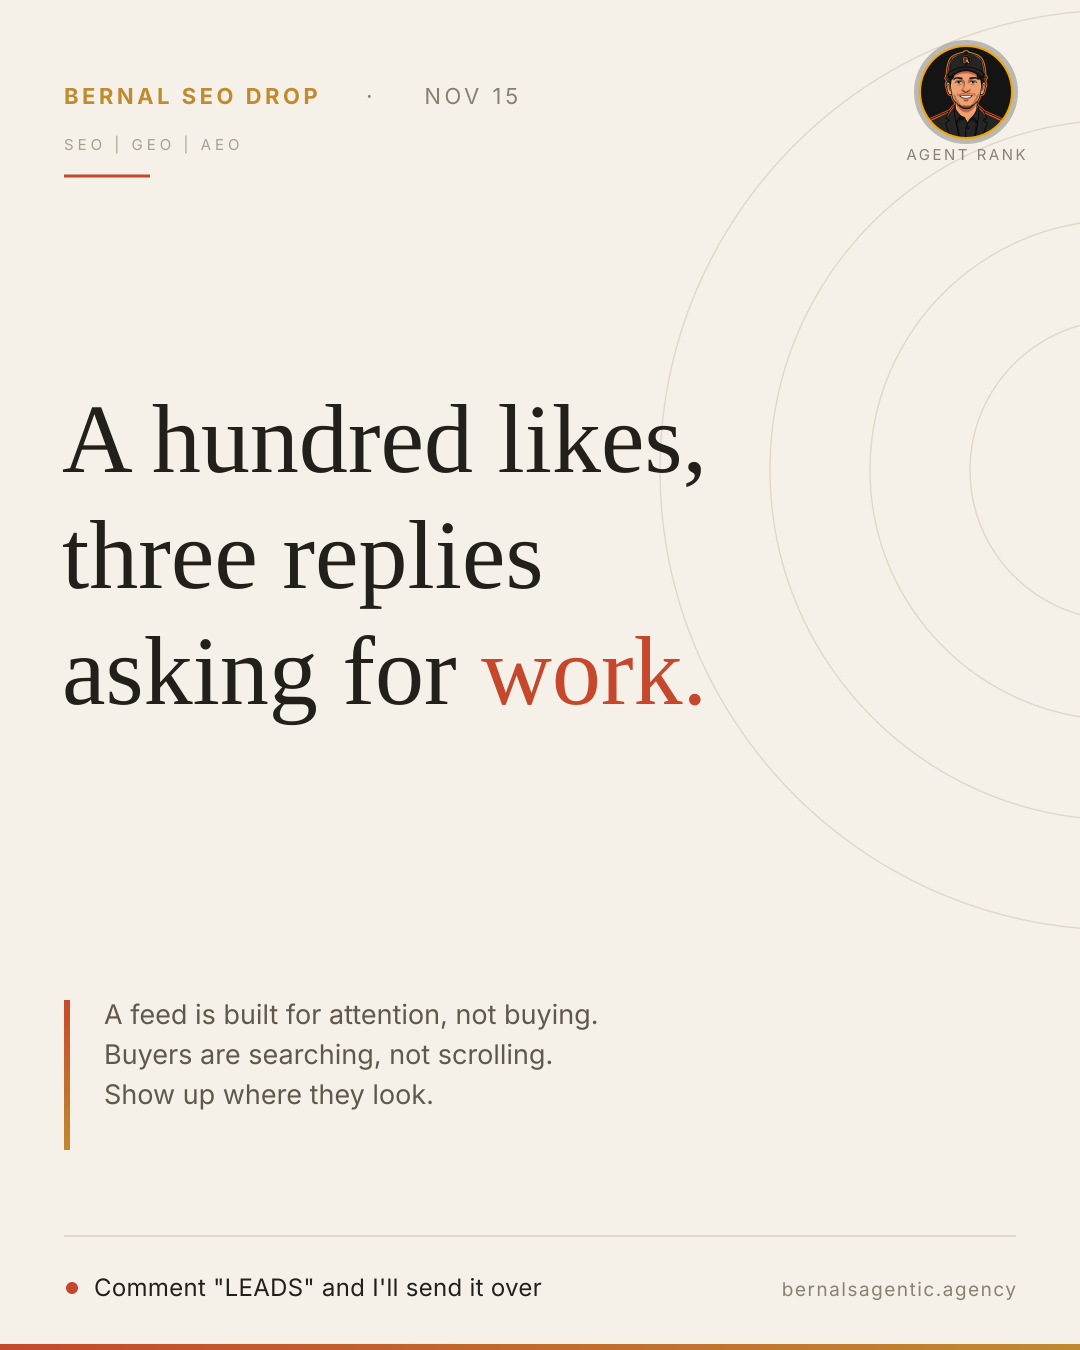 BERNAL SEO DROP · NOV 15
SEO | GEO | AEO
AGENT RANK
A hundred likes,
three replies
asking for work.
A feed is built for attention, not buying.
Buyers are searching, not scrolling.
Show up where they look.
Comment "LEADS" and I'll send it over
bernalsagentic.agency